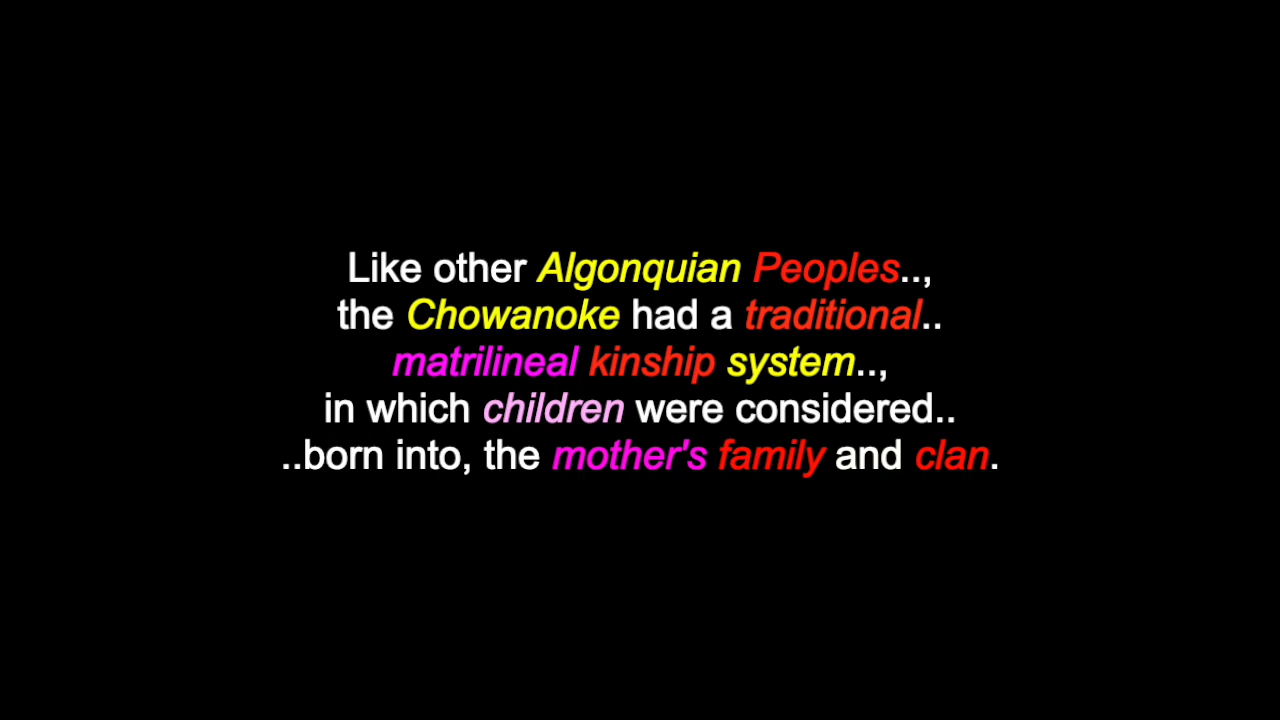 Like other Algonquian Peoples..,
the Chowanoke had a traditional..
matrilineal kinship system..,
in which children were considered..
..born into, the mother's family and clan.